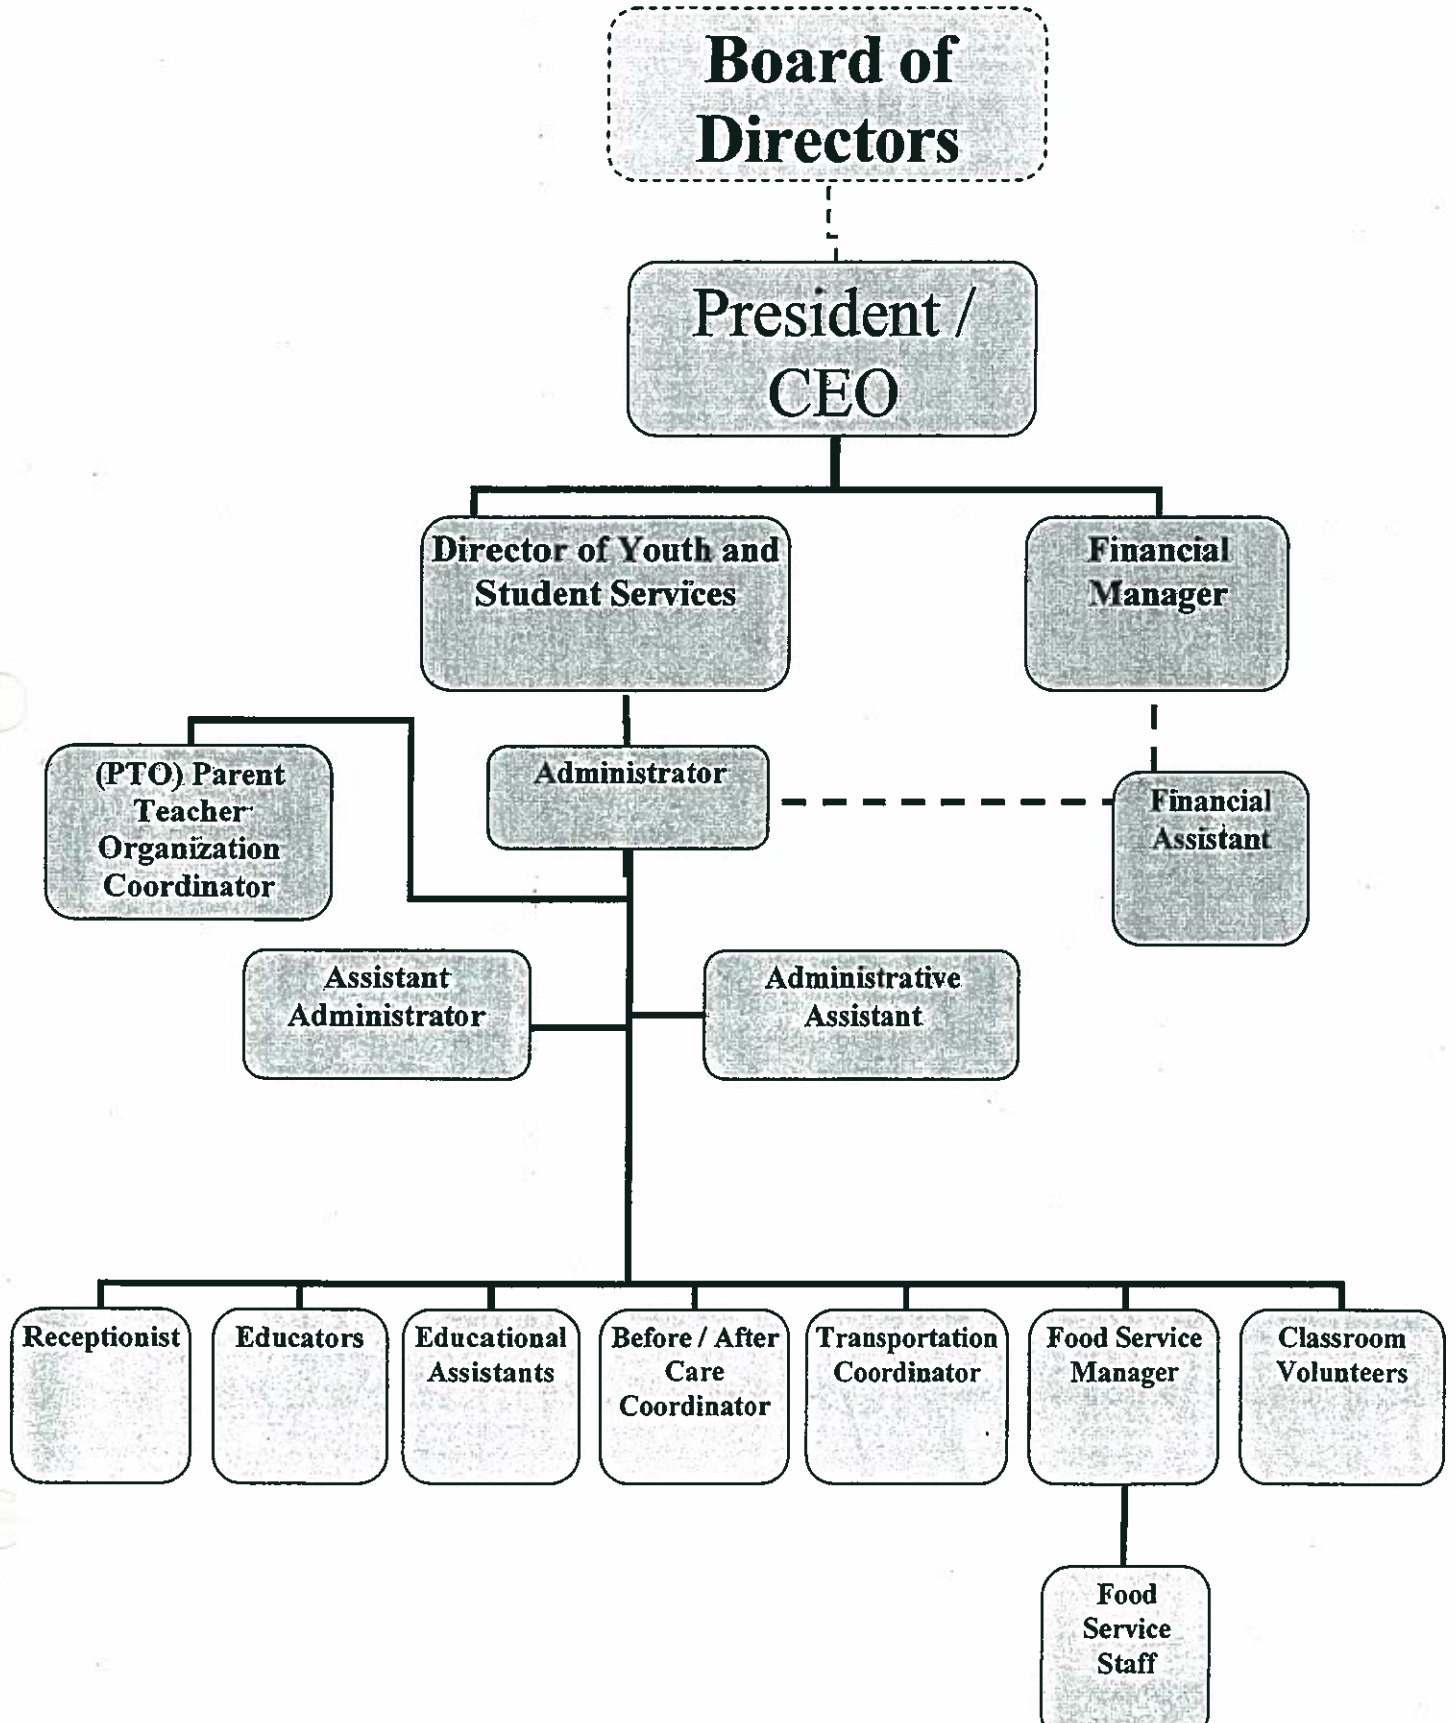 Board of
Directors
President /
CEO
Director of Youth and
Student Services
Financial
Manager
(PTO) Parent
Teacher
Organization
Coordinator
Administrator
Financial
Assistant
Assistant
Administrator
Administrative
Assistant
Receptionist
Educators
Educational
Assistants
Before / After
Care
Coordinator
Transportation
Coordinator
Food Service
Manager
Classroom
Volunteers
Food
Service
Staff